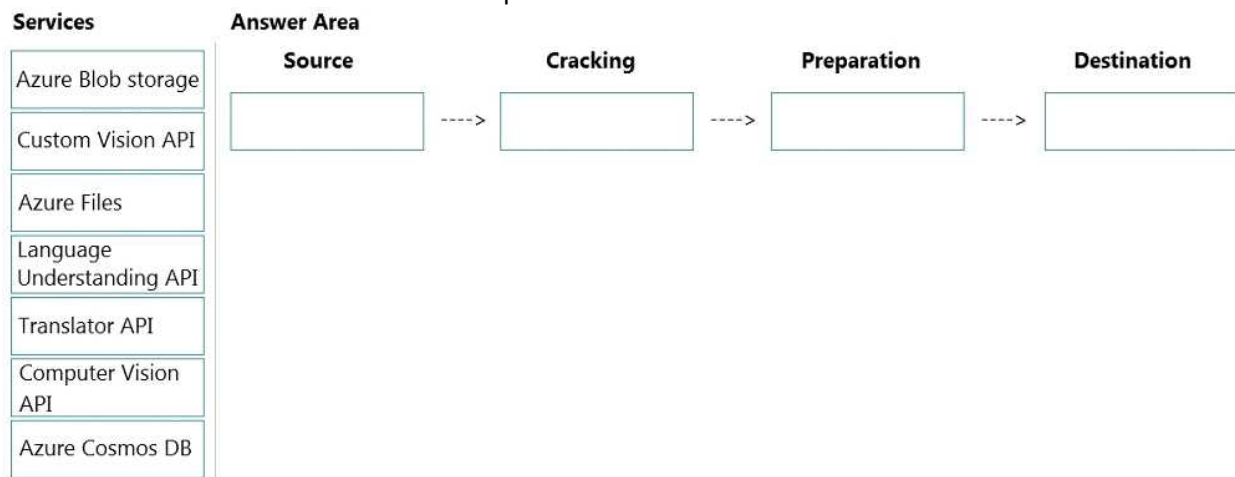 Services
Answer Area
Source
Cracking
Preparation
Destination
---->
---->
---->
Azure Blob storage
Custom Vision API
Azure Files
Language
Understanding API
Translator API
Computer Vision
API
Azure Cosmos DB